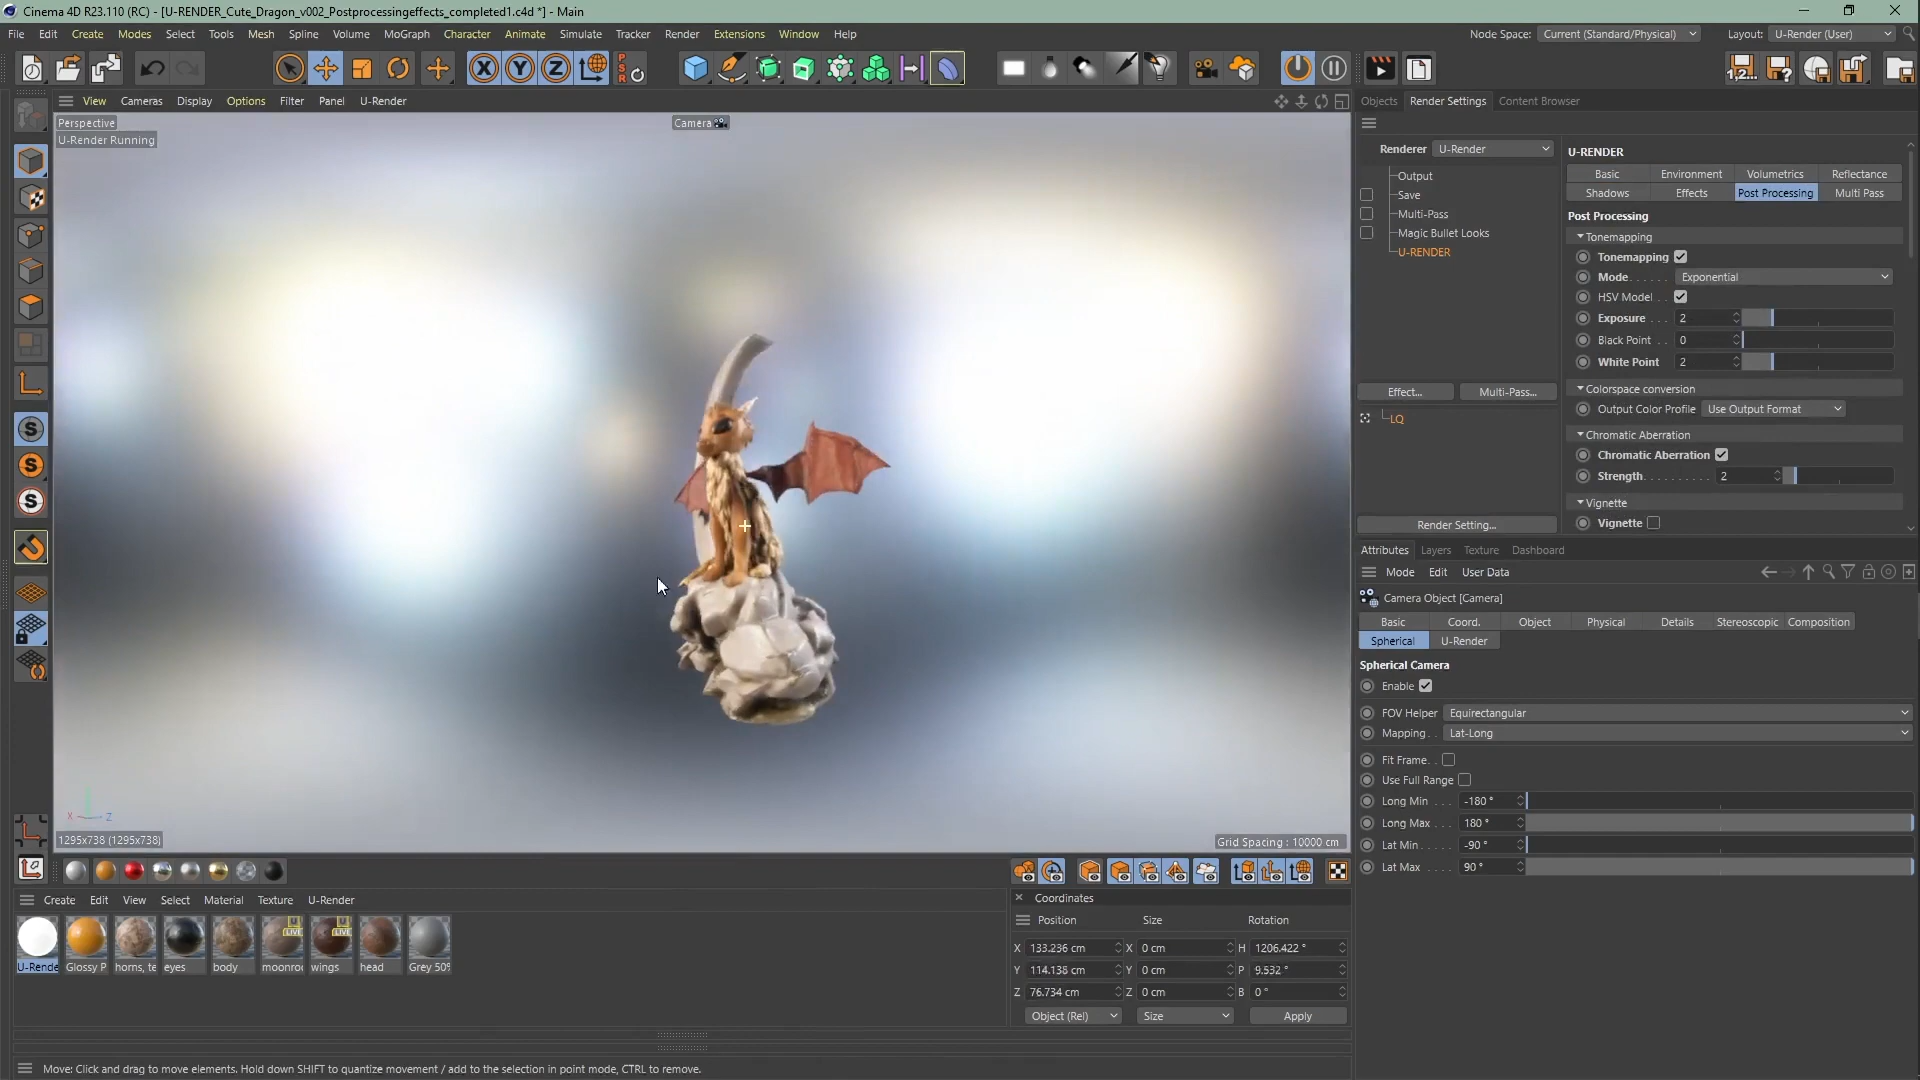 Cinema 4D R23.110 (RC) - [U-RENDER_Cute_Dragon_v002_Postprocessingeffects_completed1.c4d *] - Main
File Edit Create Modes Select Tools Mesh Spline Volume MoGraph Character Animate Simulate Tracker Render Extensions Window Help
Node Space: Current (Standard/Physical) Layout: U-Render (User)
X Y Z PSR
View Cameras Display Options Filter Panel U-Render
Perspective
Camera
U-Render Running
1295x738 (1295x738)
Grid Spacing : 10000 cm
Objects Render Settings Content Browser
Renderer U-Render
Output
Save
Multi-Pass
Magic Bullet Looks
U-RENDER
Effect... Multi-Pass...
LQ
Render Setting...
U-RENDER
Basic Environment Volumetrics Reflectance
Shadows Effects Post Processing Multi Pass
Post Processing
Tonemapping
Tonemapping
Mode . . . . . . Exponential
HSV Model . .
Exposure . . . 2
Black Point . . 0
White Point 2
Colorspace conversion
Output Color Profile Use Output Format
Chromatic Aberration
Chromatic Aberration
Strength . . . . . . . . . . 2
Vignette
Vignette
Attributes Layers Texture Dashboard
Mode Edit User Data
Camera Object [Camera]
Basic Coord. Object Physical Details Stereoscopic Composition
Spherical U-Render
Spherical Camera
Enable
FOV Helper Equirectangular
Mapping . . Lat-Long
Fit Frame. .
Use Full Range
Long Min . . . -180 °
Long Max . . . 180 °
Lat Min . . . . -90 °
Lat Max . . . . 90 °
Create Edit View Select Material Texture U-Render
U-Rende Glossy P horns, te eyes body moonroc wings head Grey 50%
Coordinates
Position Size Rotation
X 133.236 cm X 0 cm H 1206.422 °
Y 114.138 cm Y 0 cm P 9.532 °
Z 76.734 cm Z 0 cm B 0 °
Object (Rel) Size Apply
Move: Click and drag to move elements. Hold down SHIFT to quantize movement / add to the selection in point mode, CTRL to remove.